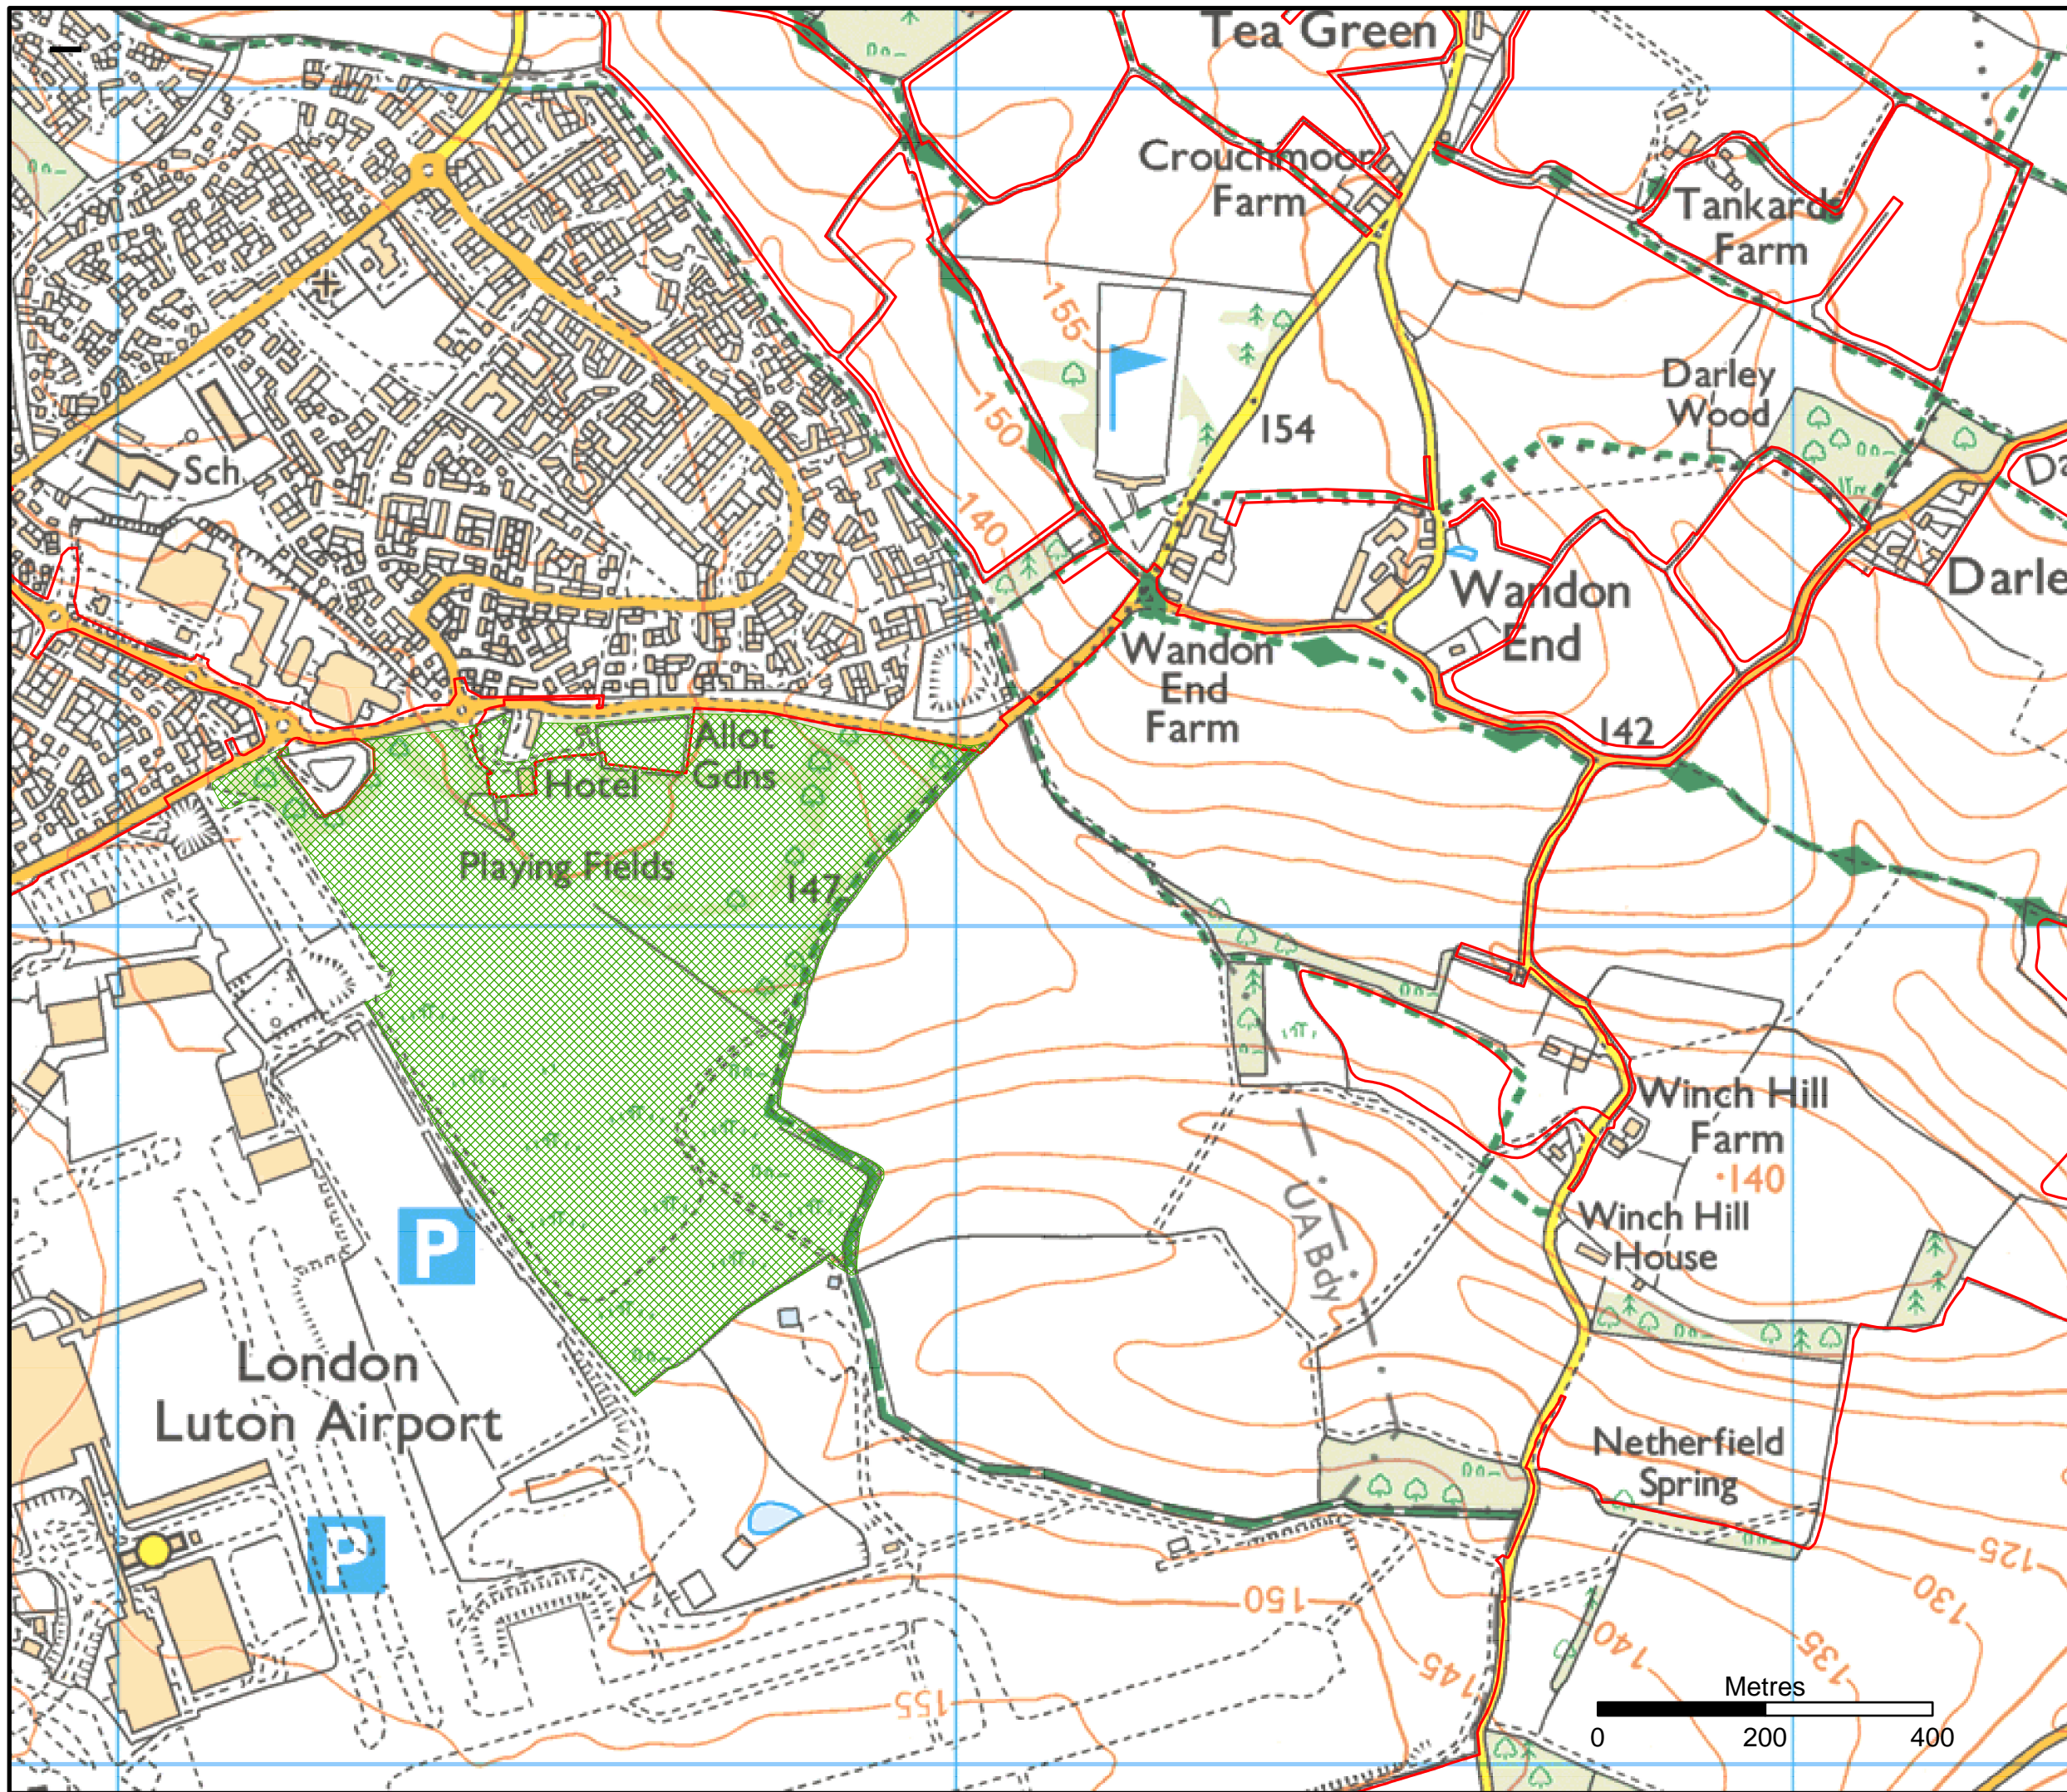 Tea Green
Crouchmoor
Farm
Tankards
Farm
155
150
154
Darley
Wood
Sch
140
Wandon
End
Darle
Wandon
End
Farm
142
Allot
Gdns
Hotel
Playing Fields
147
Winch Hill
Farm
140
UA Bdy
Winch Hill
House
P
London
Luton Airport
Netherfield
Spring
P
125
150
130
140
135
145
155
Metres
0 200 400